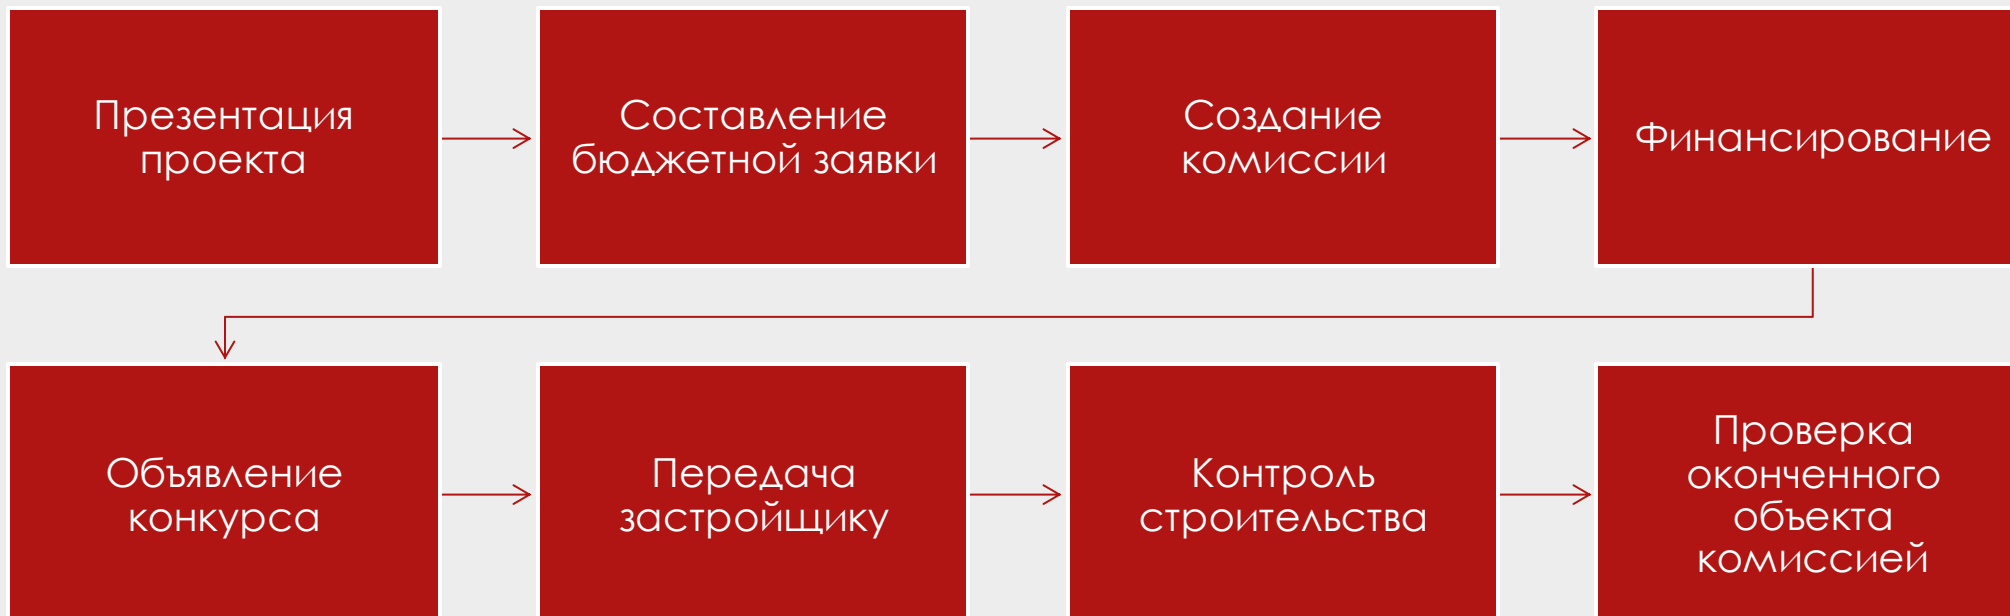 Презентация
проекта
Составление
бюджетной заявки
Создание
комиссии
Финансирование
Объявление
конкурса
Передача
застройщику
Контроль
строительства
Проверка
оконченного
объекта
комиссией